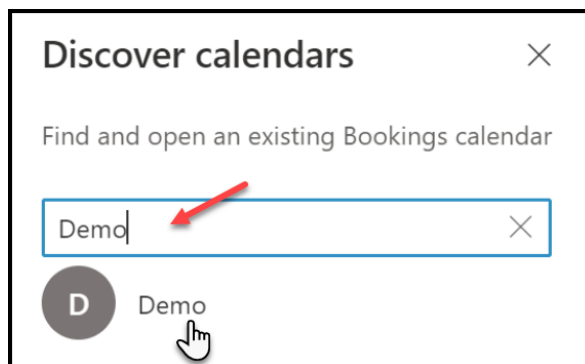 Discover calendars
Find and open an existing Bookings calendar
Demo
D
Demo